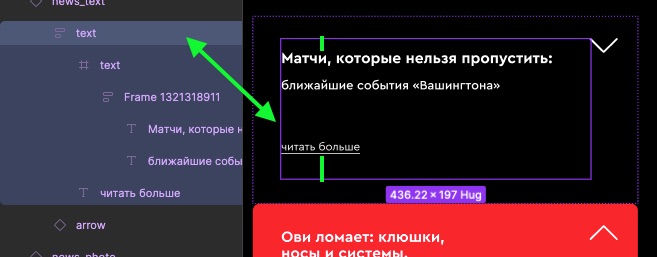 news_text
text
text
Frame 1321318911
Матчи, которые н
ближайшие собы
читать больше
arrow
news_photo
Матчи, которые нельзя пропустить:
ближайшие события «Вашингтона»
читать больше
436.22 × 197 Hug
Ови ломает: клюшки,
носы и системы.